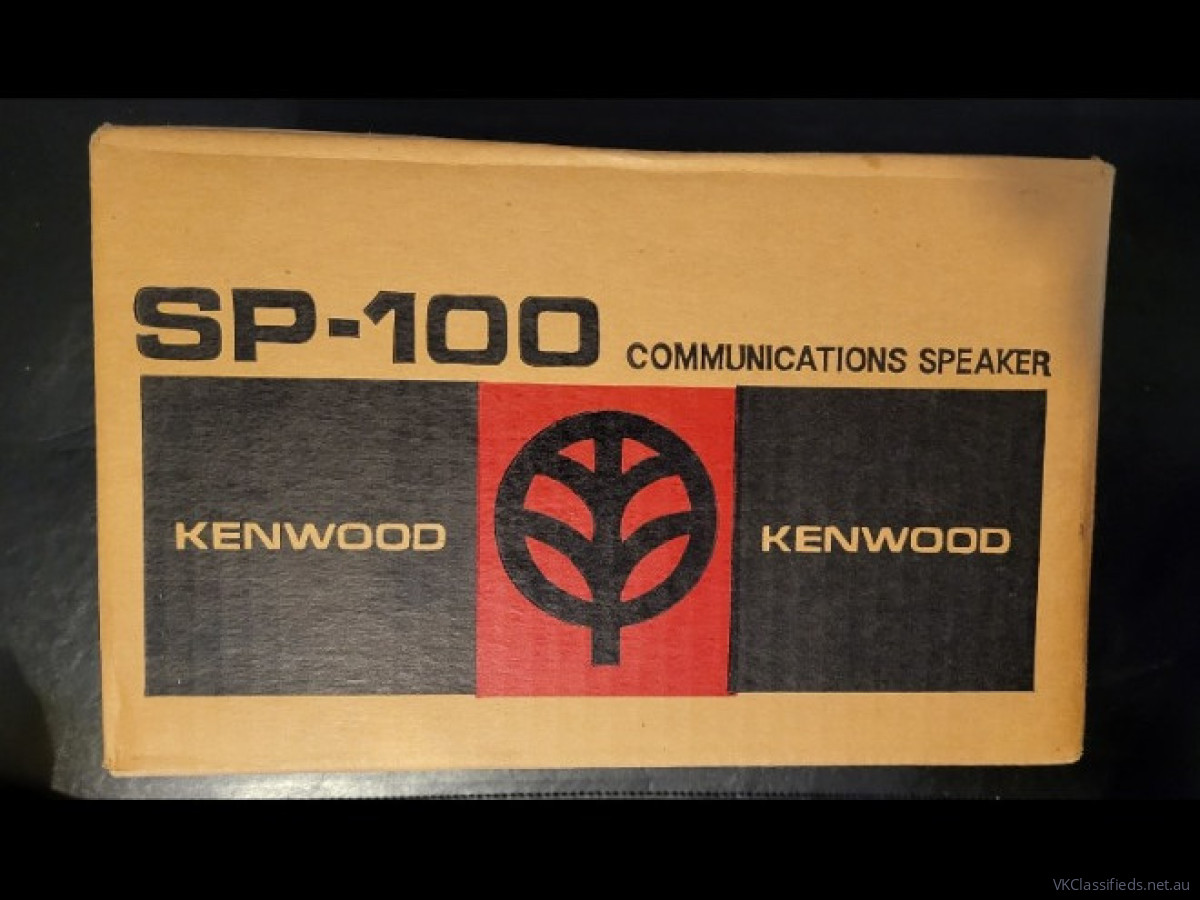 SP-100 COMMUNICATIONS SPEAKER
KENWOOD KENWOOD
VKClassifieds.net.au